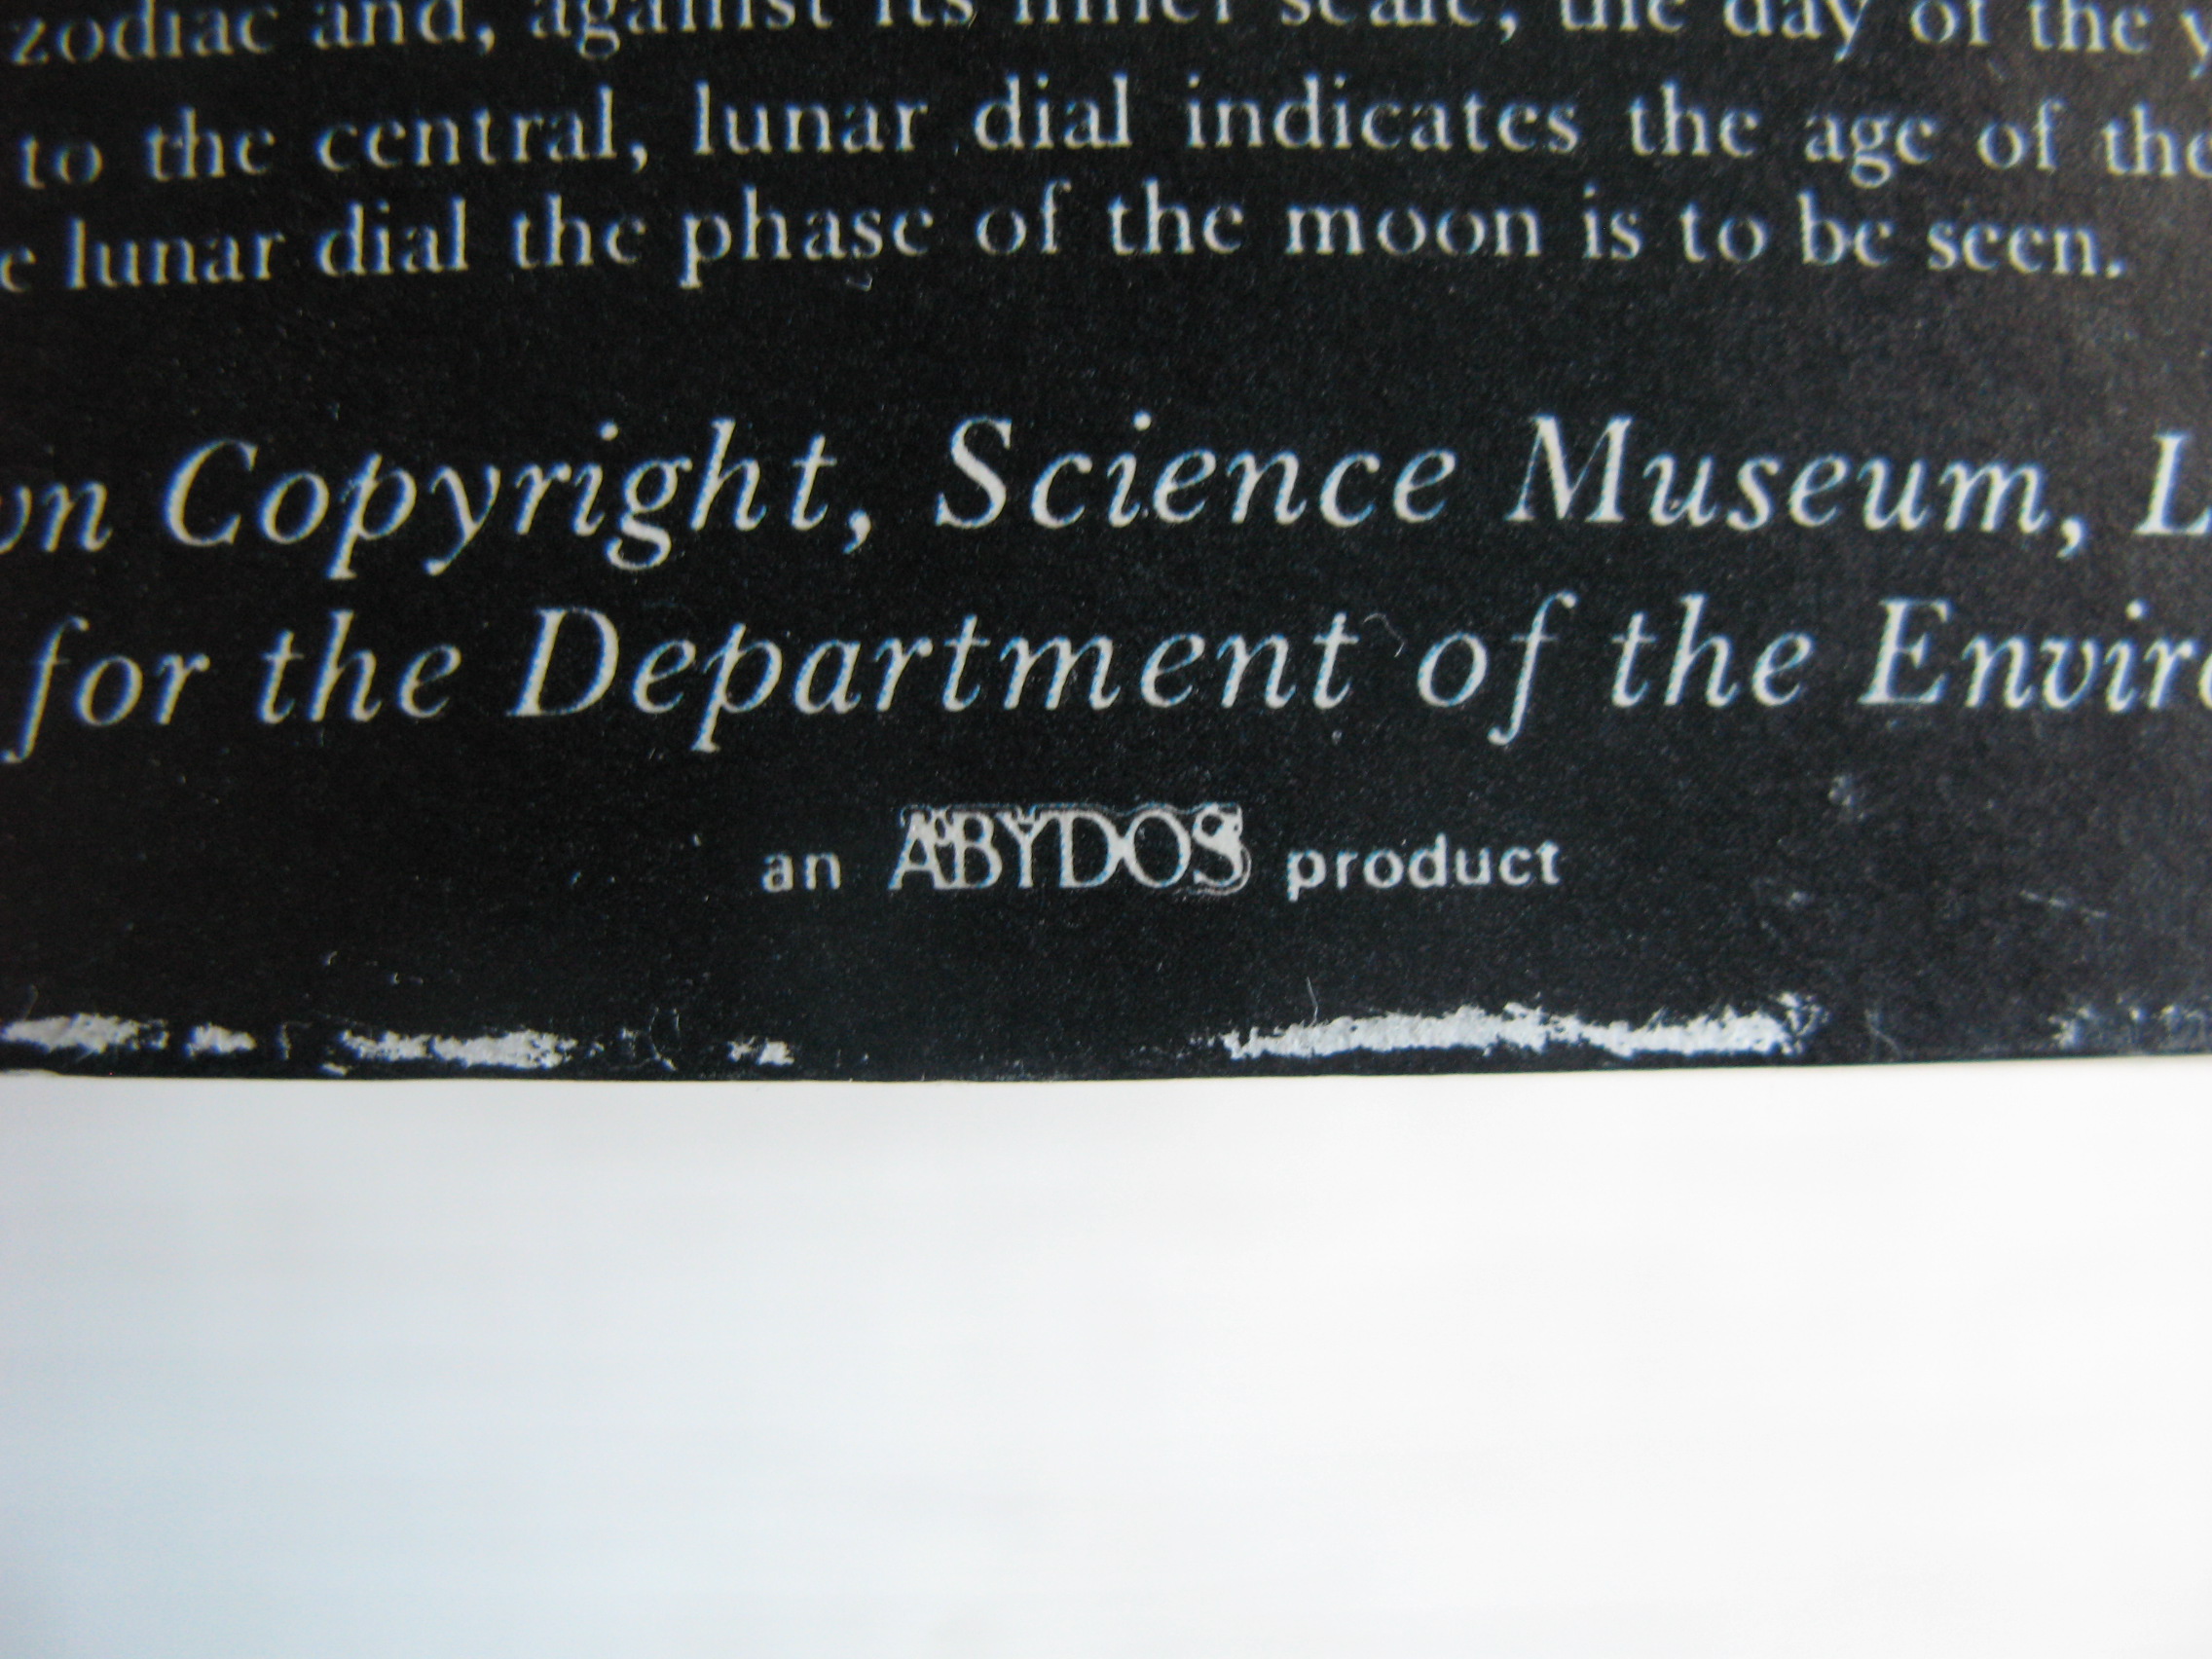 zodiac and, against its inner scale, the day of the y
to the central, lunar dial indicates the age of the
e lunar dial the phase of the moon is to be seen.
wn Copyright, Science Museum, L
for the Department of the Enviro
an ABYDOS product